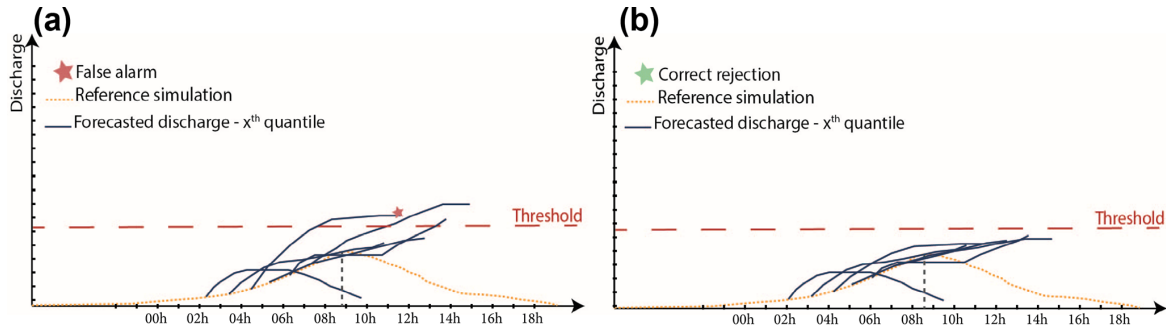 (a)
Discharge
False alarm
Reference simulation
Forecasted discharge - xth quantile
Threshold
00h 02h 04h 06h 08h 10h 12h 14h 16h 18h
(b)
Discharge
Correct rejection
Reference simulation
Forecasted discharge - xth quantile
Threshold
00h 02h 04h 06h 08h 10h 12h 14h 16h 18h